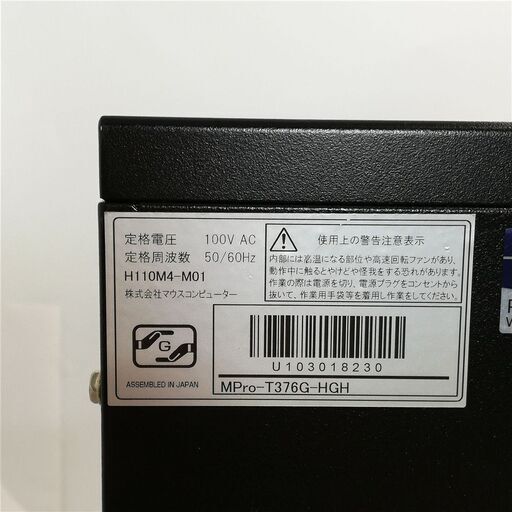 定格電圧 100V AC
定格周波数 50/60Hz
H110M4-M01
株式会社マウスコンピューター
使用上の警告注意表示
内部には高温になる部位や高速回転ファンがあり、
動作中に触るとやけどや怪我をする恐れがあります。
作業の際は電源を切り、電源プラグをコンセントから
抜いて、作業用手袋等を着用し作業をしてください。
G
ASSEMBLED IN JAPAN
U103018230
MPro-T376G-HGH